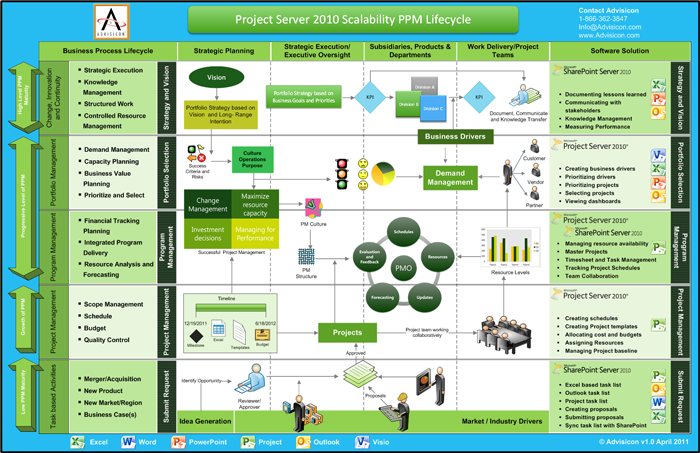 A
ADVISICON
Project Server 2010 Scalability PPM Lifecycle
Contact Advisicon
1-866-362-3847
Info@Advisicon.com
www.Advisicon.com
Business Process Lifecycle
Strategic Planning
Strategic Execution/
Executive Oversight
Subsidiaries, Products &
Departments
Work Delivery/Project
Teams
Software Solution
High Level PPM
Maturity
Change, Innovation
and Continuity
Strategic Execution
Knowledge
Management
Structured Work
Controlled Resource
Management
Strategy and Vision
Vision
Portfolio Strategy based on
Vision and Long- Range
Intention
Portfolio Strategy based on
Business Goals and Priorities
KPI
Division A
Division B
Division C
KPI
Document, Communicate
and Knowledge Transfer
Business Drivers
SharePoint Server 2010
Documenting lessons learned
Communicating with
stakeholders
Knowledge Management
Measuring Performance
Strategy and Vision
Progressive Level of PPM
Portfolio Management
Demand Management
Capacity Planning
Business Value
Planning
Prioritize and Select
Portfolio Selection
Success
Criteria and
Risks
Culture
Operations
Purpose
Demand
Management
Customer
Vendor
Partner
Project Server 2010
Creating business drivers
Prioritizing drivers
Prioritizing projects
Selecting projects
Viewing dashboards
Portfolio Selection
Program Management
Financial Tracking
Planning
Integrated Program
Delivery
Resource Analysis and
Forecasting
Program
Management
Change
Management
Maximize
resource
capacity
Investment
decisions
Managing for
Performance
Successful Project Management
PM Culture
PM
Structure
Schedules
Evaluation
and
Feedback
Resources
PMO
Forecasting
Updates
Resource Levels
Project Server 2010
SharePoint Server 2010
Managing resource availability
Master Projects
Timesheet and Task Management
Tracking Project Schedules
Team Collaboration
Program
Management
Growth of PPM
Project Management
Scope Management
Schedule
Budget
Quality Control
Project Management
Timeline
12/19/2011
6/18/2012
Milestone
Excel
Templates
Budget
Projects
Project team working
collaboratively
Project Server 2010
Creating schedules
Creating Project templates
Allocating cost and budgets
Assigning Resources
Managing Project baseline
Project Management
Low PPM Maturity
Task based Activities
Merger/Acquisition
New Product
New Market/Region
Business Case(s)
Submit Request
Identify Opportunity
Reviewer/
Approver
Approved
Proposals
Idea Generation
Market / Industry Drivers
SharePoint Server 2010
Excel based task list
Outlook task list
Project task list
Creating proposals
Submitting proposals
Sync task list with SharePoint
Submit Request
Excel
Word
PowerPoint
Project
Outlook
Visio
© Advisicon v1.0 April 2011